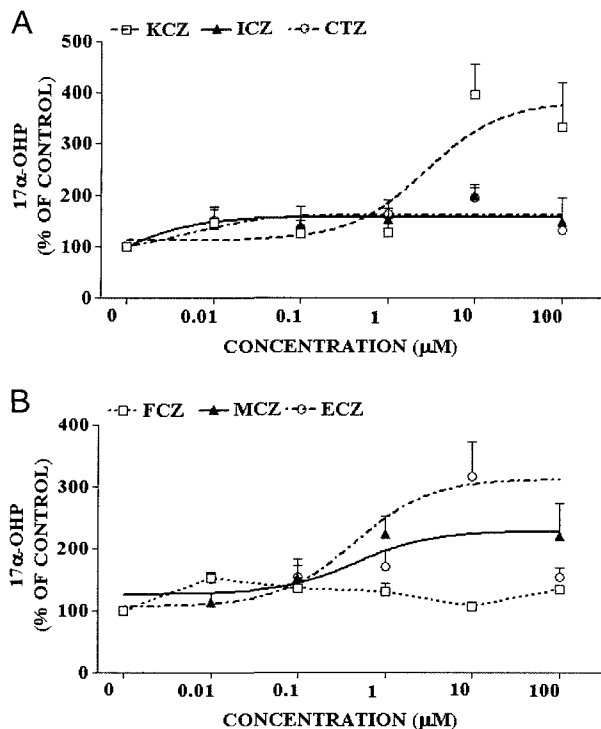 A
KCZ ICZ CTZ
17α-OHP
(% OF CONTROL)
500
400
300
200
100
0
0 0.01 0.1 1 10 100
CONCENTRATION (µM)
B
FCZ MCZ ECZ
17α-OHP
(% OF CONTROL)
400
300
200
100
0
0 0.01 0.1 1 10 100
CONCENTRATION (µM)